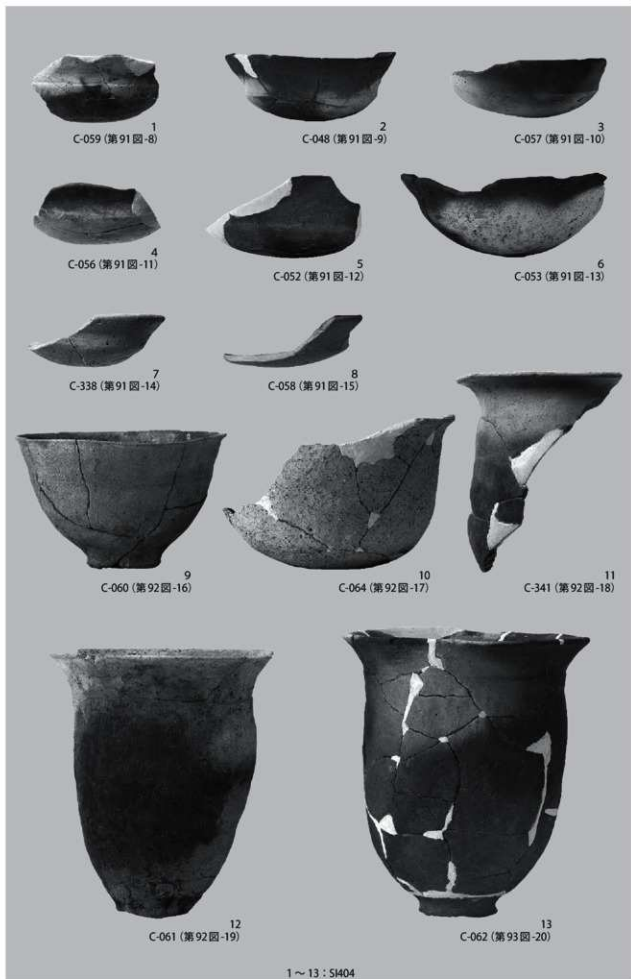 1
C-059 (第91図-8)
2
C-048 (第91図-9)
3
C-057 (第91図-10)
4
C-056 (第91図-11)
5
C-052 (第91図-12)
6
C-053 (第91図-13)
7
C-338 (第91図-14)
8
C-058 (第91図-15)
9
C-060 (第92図-16)
10
C-064 (第92図-17)
11
C-341 (第92図-18)
12
C-061 (第92図-19)
13
C-062 (第93図-20)
1～13：SI404